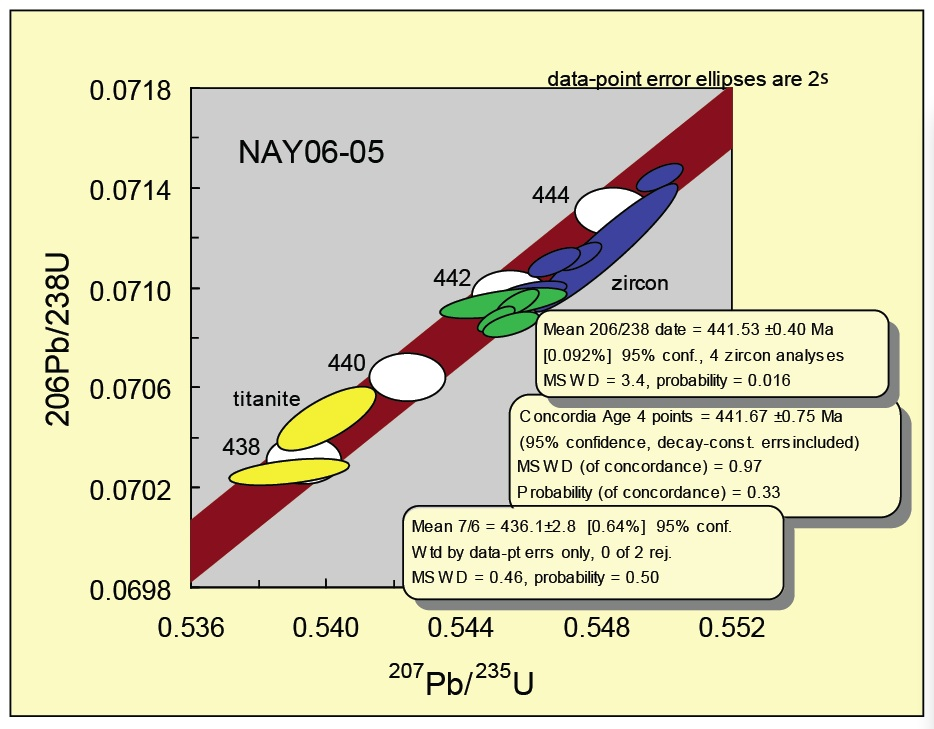 data-point error ellipses are 2s
0.0718
NAY06-05
0.0714
444
442
0.0710
zircon
Mean 206/238 date = 441.53 ±0.40 Ma
[0.092%] 95% conf., 4 zircon analyses
MSWD = 3.4, probability = 0.016
440
0.0706
titanite
Concordia Age 4 points = 441.67 ±0.75 Ma
(95% confidence, decay-const. errsincluded)
MSWD (of concordance) = 0.97
Probability (of concordance) = 0.33
438
0.0702
Mean 7/6 = 436.1±2.8 [0.64%] 95% conf.
Wtd by data-pt errs only, 0 of 2 rej.
MSWD = 0.46, probability = 0.50
0.0698
206Pb/238U
0.536 0.540 0.544 0.548 0.552
²⁰⁷Pb/²³⁵U